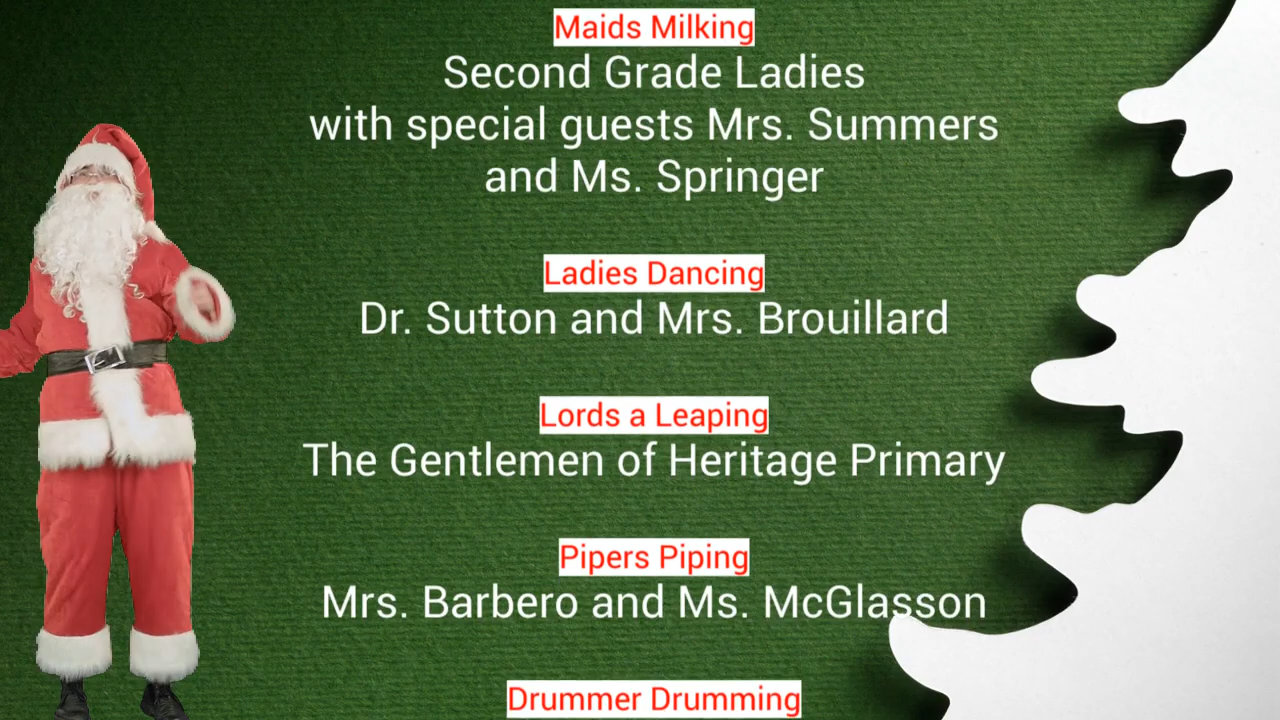 Maids Milking
Second Grade Ladies
with special guests Mrs. Summers
and Ms. Springer
Ladies Dancing
Dr. Sutton and Mrs. Brouillard
Lords a Leaping
The Gentlemen of Heritage Primary
Pipers Piping
Mrs. Barbero and Ms. McGlasson
Drummer Drumming